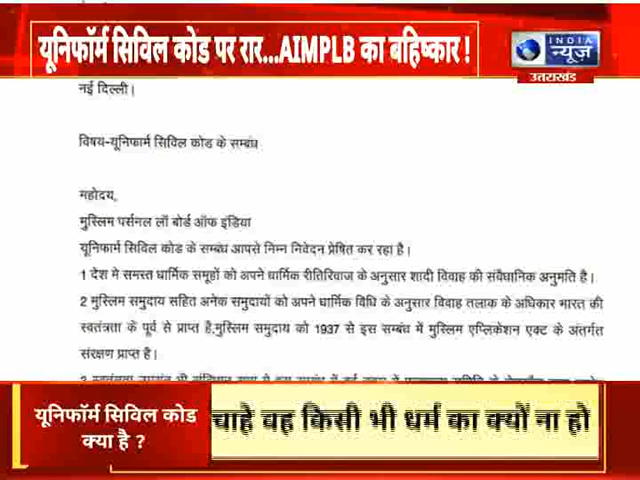 यूनिफॉर्म सिविल कोड पर रार...AIMPLB का बहिष्कार!
INDIA
न्यूज़
उत्तराखंड
नई दिल्ली।
विषय-यूनिफार्म सिविल कोड के सम्बंध
महोदय,
मुस्लिम पर्सनल लॉ बोर्ड ऑफ इंडिया
यूनिफार्म सिविल कोड के सम्बंध आपसे निम्न निवेदन प्रेषित कर रहा है।
1 देश मे समस्त धार्मिक समूहों को अपने धार्मिक रीतिरिवाज के अनुसार शादी विवाह की संवैधानिक अनुमति है।
2 मुस्लिम समुदाय सहित अनेक समुदायों को अपने धार्मिक विधि के अनुसार विवाह तलाक के अधिकार भारत की
स्वतंत्रता के पूर्व से प्राप्त है,मुस्लिम समुदाय को 1937 से इस सम्बंध में मुस्लिम एप्लिकेशन एक्ट के अंतर्गत
संरक्षण प्राप्त है।
यूनिफॉर्म सिविल कोड
क्या है ?
चाहे वह किसी भी धर्म का क्यों ना हो